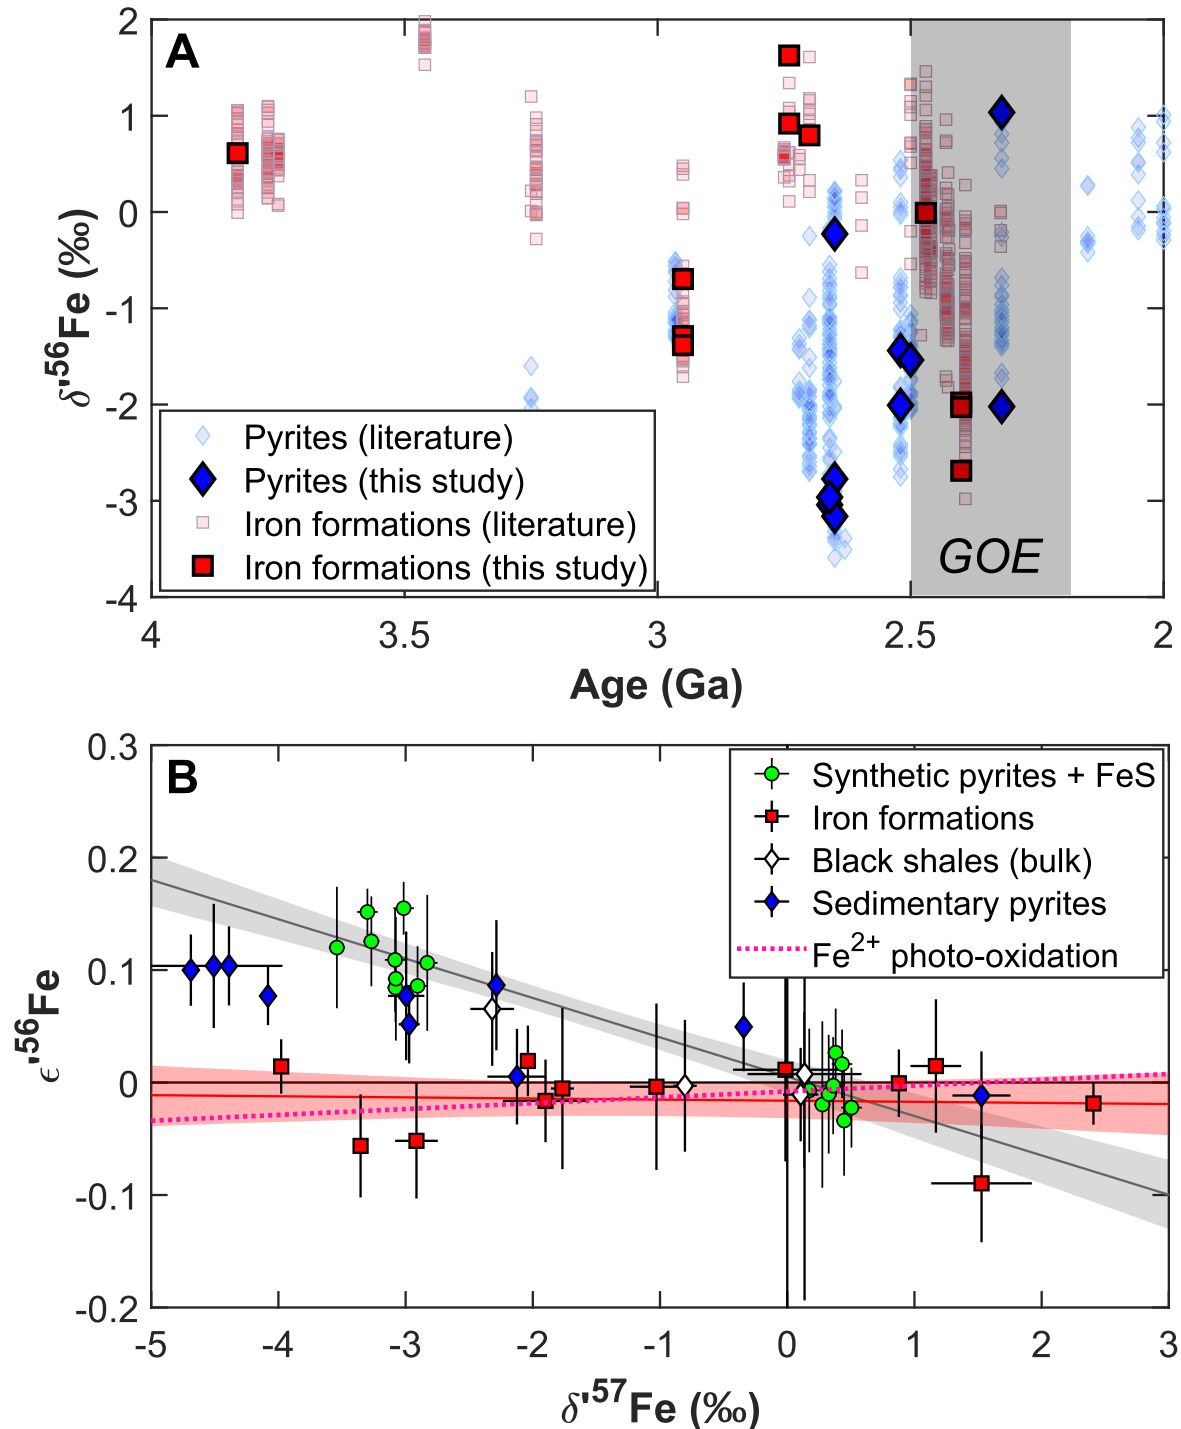 A
2
1
0
-1
-2
-3
-4
δ'56Fe (‰)
Pyrites (literature)
Pyrites (this study)
Iron formations (literature)
Iron formations (this study)
GOE
4
3.5
3
2.5
2
Age (Ga)
B
0.3
0.2
0.1
0
-0.1
-0.2
ϵ'56Fe
Synthetic pyrites + FeS
Iron formations
Black shales (bulk)
Sedimentary pyrites
Fe2+ photo-oxidation
-5
-4
-3
-2
-1
0
1
2
3
δ'57Fe (‰)